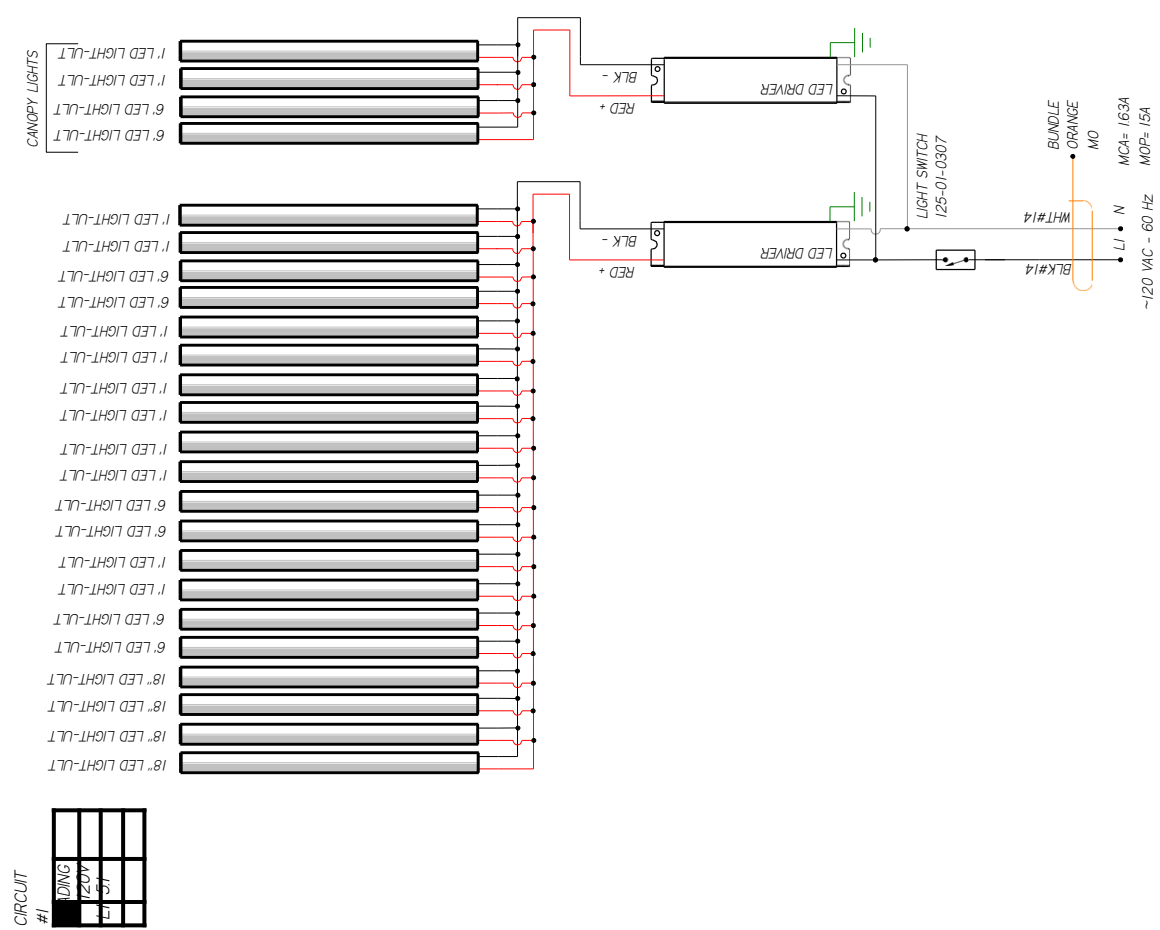 CANOPY LIGHTS
1' LED LIGHT-ULT
1' LED LIGHT-ULT
6' LED LIGHT-ULT
6' LED LIGHT-ULT
BLK -
RED +
LED DRIVER
1' LED LIGHT-ULT
1' LED LIGHT-ULT
6' LED LIGHT-ULT
6' LED LIGHT-ULT
1' LED LIGHT-ULT
1' LED LIGHT-ULT
1' LED LIGHT-ULT
1' LED LIGHT-ULT
1' LED LIGHT-ULT
1' LED LIGHT-ULT
6' LED LIGHT-ULT
6' LED LIGHT-ULT
1' LED LIGHT-ULT
1' LED LIGHT-ULT
6' LED LIGHT-ULT
6' LED LIGHT-ULT
18" LED LIGHT-ULT
18" LED LIGHT-ULT
18" LED LIGHT-ULT
18" LED LIGHT-ULT
BLK -
RED +
LED DRIVER
LIGHT SWITCH
125-01-0307
BUNDLE
ORANGE
MO
WHT#14
BLK#14
L1 N
~120 VAC - 60 Hz
MCA= 1.63A
MOP= 15A
CIRCUIT
#1
ADING
120V
L1 5.1